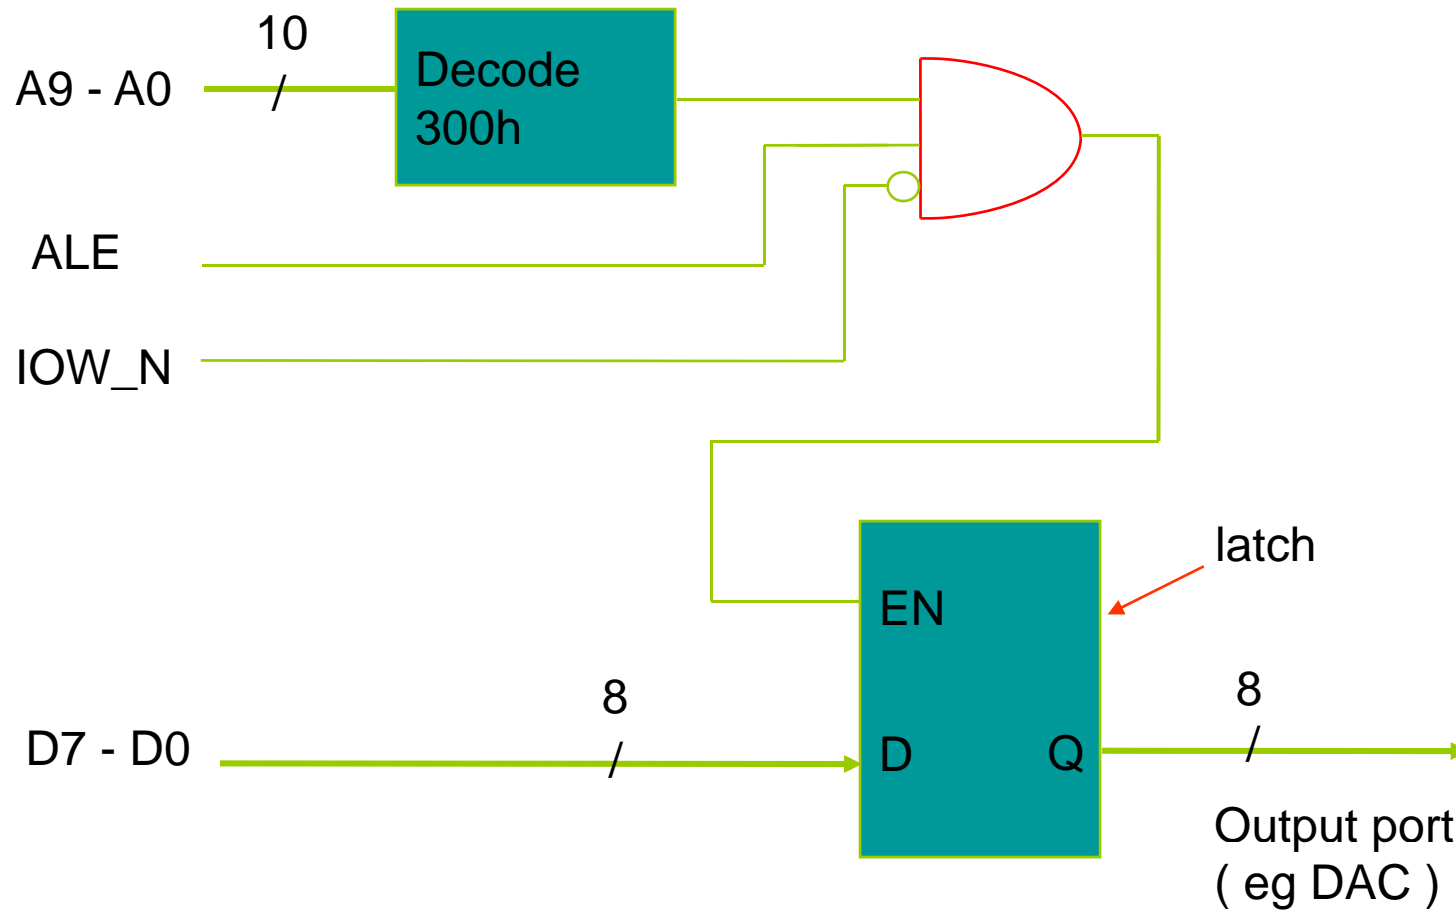 10
A9 - A0
/
Decode
300h
ALE
IOW_N
latch
EN
8
8
D7 - D0
/
D
Q
/
Output port
( eg DAC )